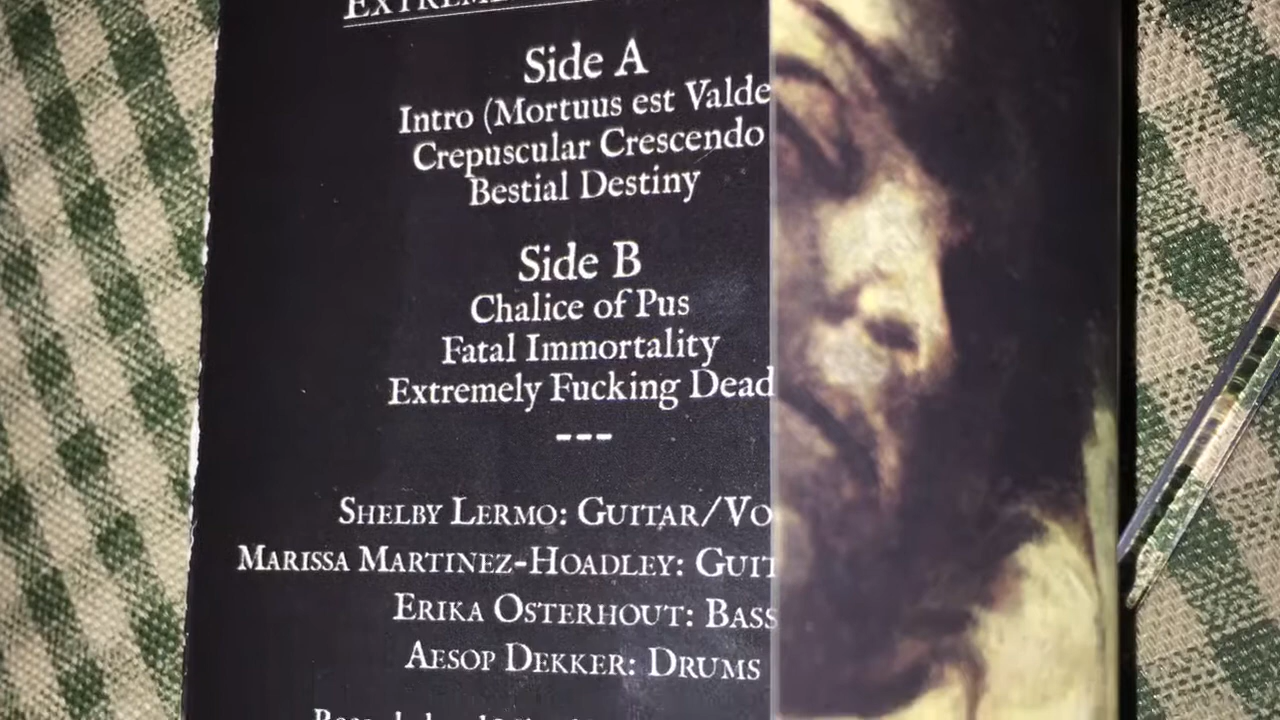 Side A
Intro (Mortuus est Valde
Crepuscular Crescendo
Bestial Destiny
Side B
Chalice of Pus
Fatal Immortality
Extremely Fucking Dead
---
Shelby Lermo: Guitar/Vo
Marissa Martinez-Hoadley: Guit
Erika Osterhout: Bass
Aesop Dekker: Drums